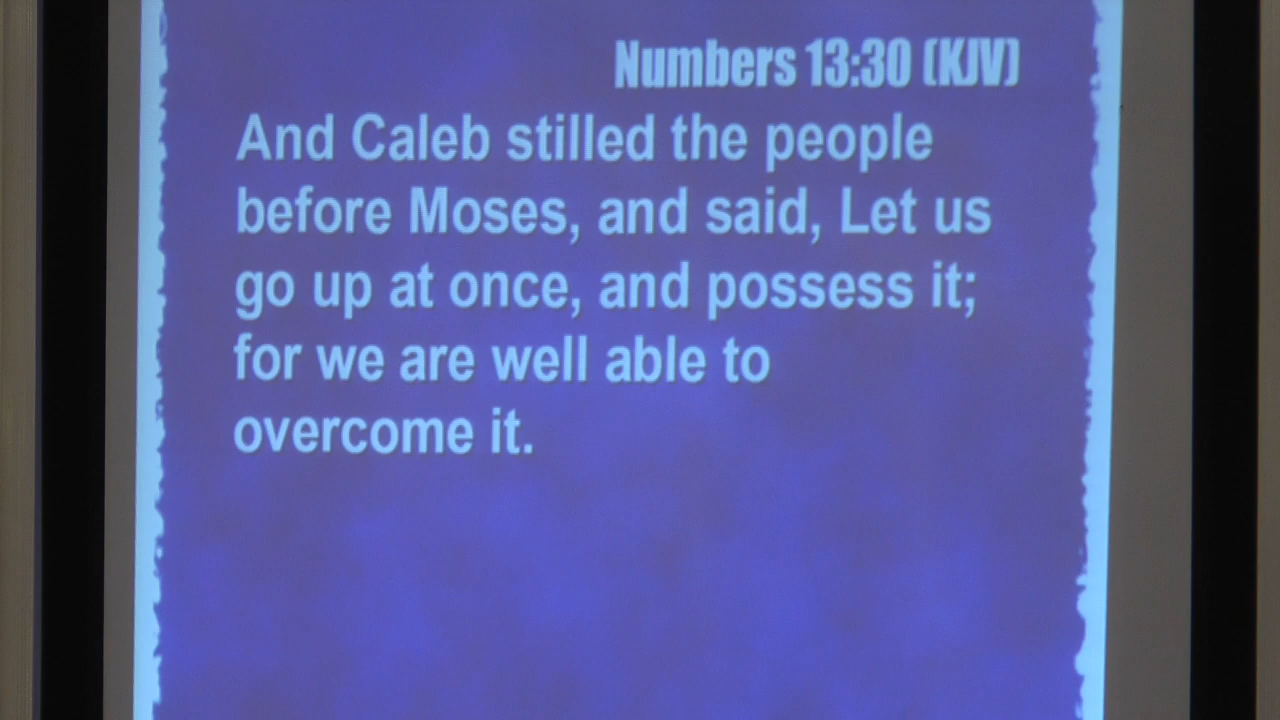 Numbers 13:30 (KJV)
And Caleb stilled the people
before Moses, and said, Let us
go up at once, and possess it;
for we are well able to
overcome it.